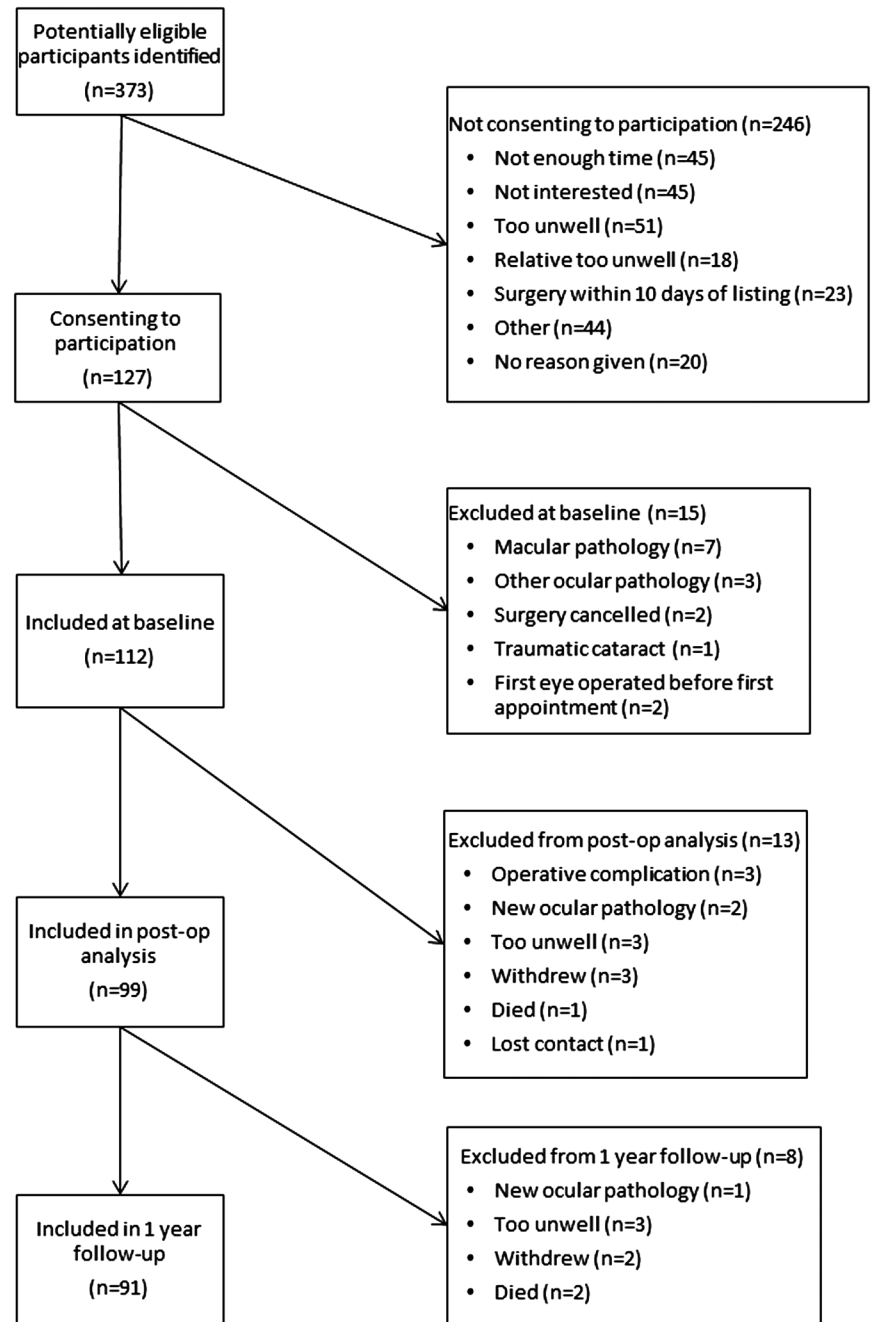 Potentially eligible
participants identified
(n=373)
Not consenting to participation (n=246)
• Not enough time (n=45)
• Not interested (n=45)
• Too unwell (n=51)
• Relative too unwell (n=18)
• Surgery within 10 days of listing (n=23)
• Other (n=44)
• No reason given (n=20)
Consenting to
participation
(n=127)
Excluded at baseline (n=15)
• Macular pathology (n=7)
• Other ocular pathology (n=3)
• Surgery cancelled (n=2)
• Traumatic cataract (n=1)
• First eye operated before first
appointment (n=2)
Included at baseline
(n=112)
Excluded from post-op analysis (n=13)
• Operative complication (n=3)
• New ocular pathology (n=2)
• Too unwell (n=3)
• Withdrew (n=3)
• Died (n=1)
• Lost contact (n=1)
Included in post-op
analysis
(n=99)
Excluded from 1 year follow-up (n=8)
• New ocular pathology (n=1)
• Too unwell (n=3)
• Withdrew (n=2)
• Died (n=2)
Included in 1 year
follow-up
(n=91)